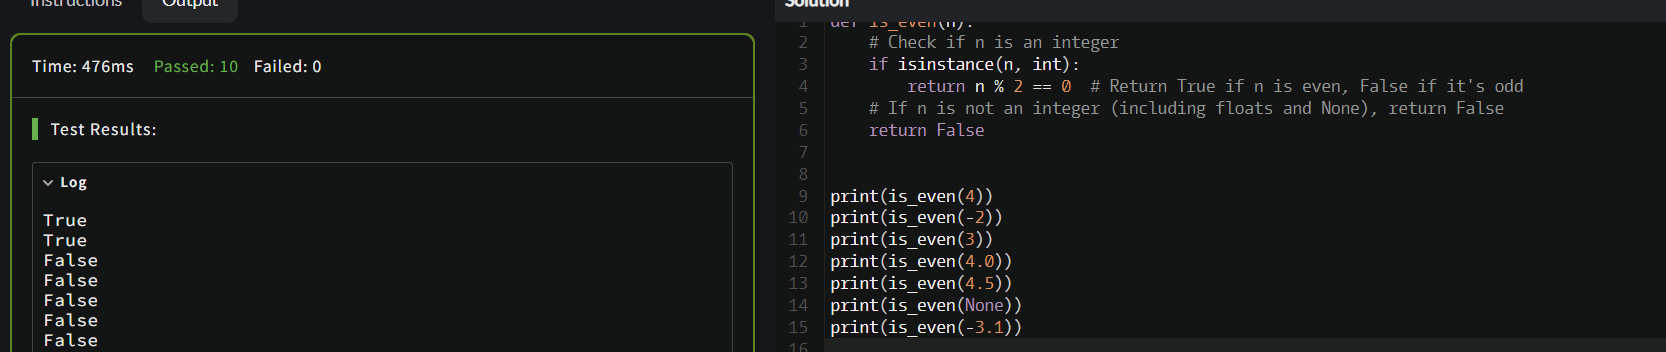 Instructions
Output
Time: 476ms Passed: 10 Failed: 0
Test Results:
Log
True
True
False
False
False
False
False
Solution
1 def is_even(n):
2 # Check if n is an integer
3 if isinstance(n, int):
4 return n % 2 == 0 # Return True if n is even, False if it's odd
5 # If n is not an integer (including floats and None), return False
6 return False
7
8
9 print(is_even(4))
10 print(is_even(-2))
11 print(is_even(3))
12 print(is_even(4.0))
13 print(is_even(4.5))
14 print(is_even(None))
15 print(is_even(-3.1))
16